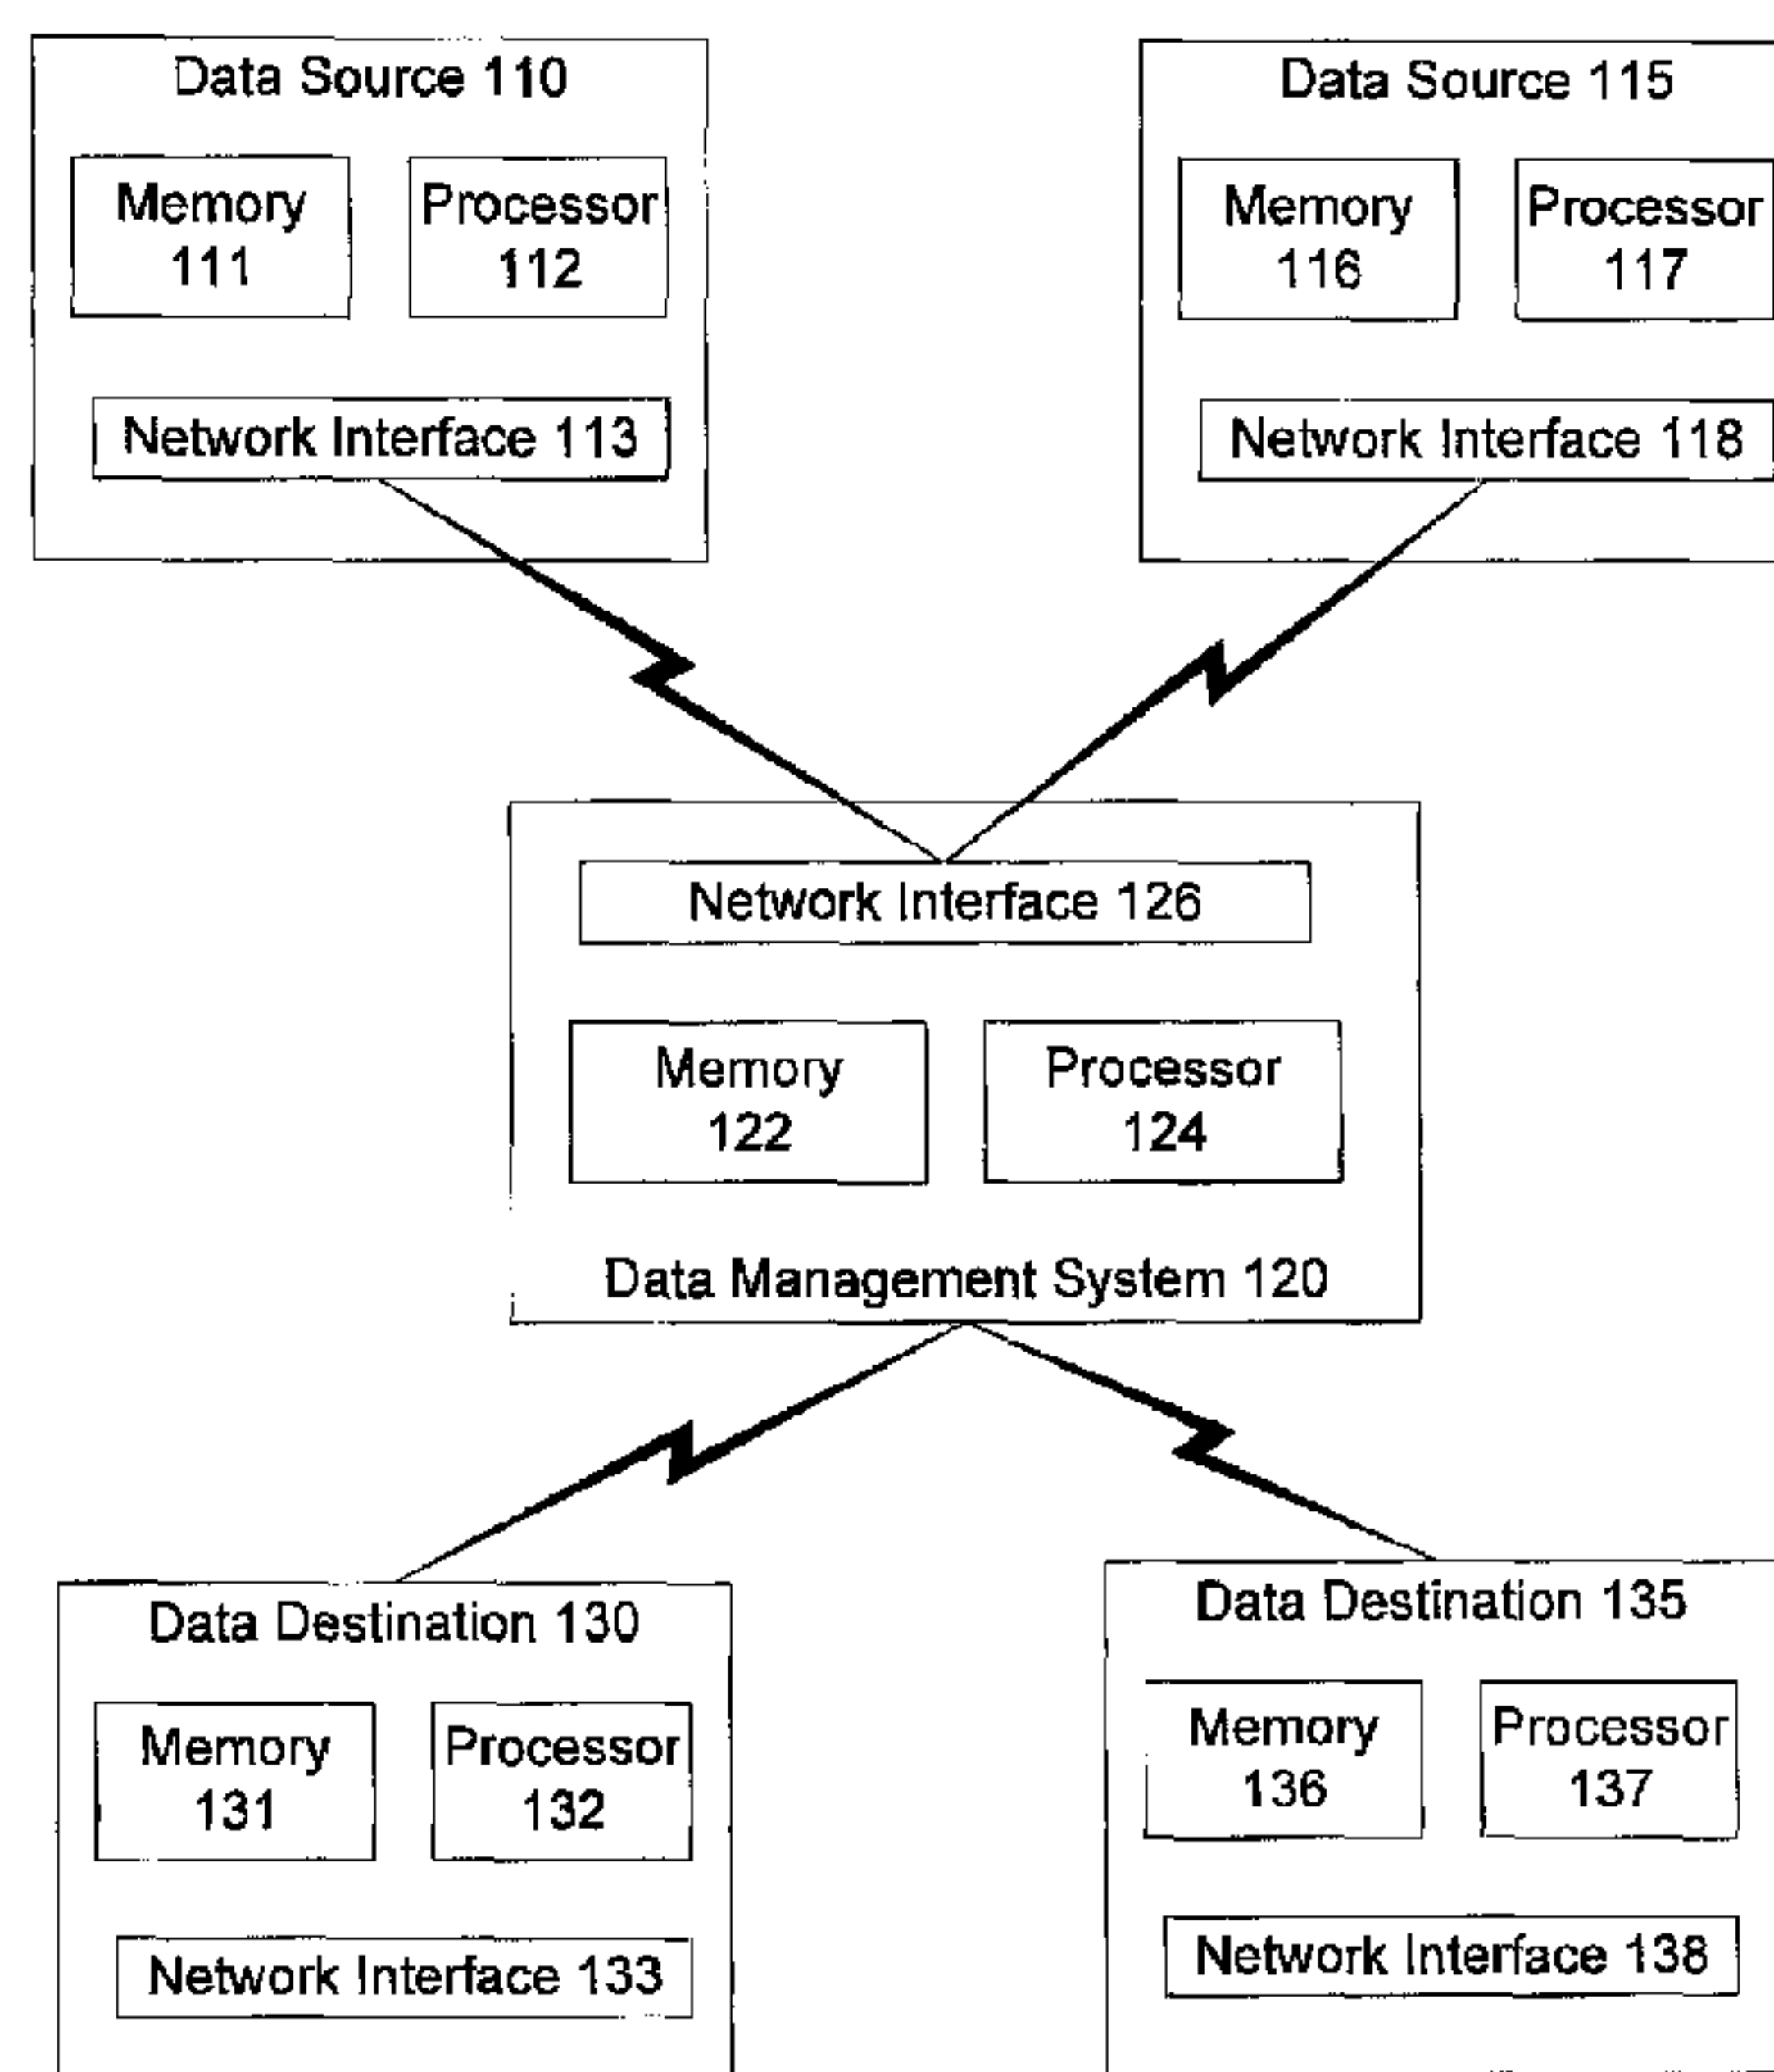 Data Source 110
Memory
111
Processor
112
Network Interface 113
Data Source 115
Memory
116
Processor
117
Network Interface 118
Network Interface 126
Memory
122
Processor
124
Data Management System 120
Data Destination 130
Memory
131
Processor
132
Network Interface 133
Data Destination 135
Memory
136
Processor
137
Network Interface 138